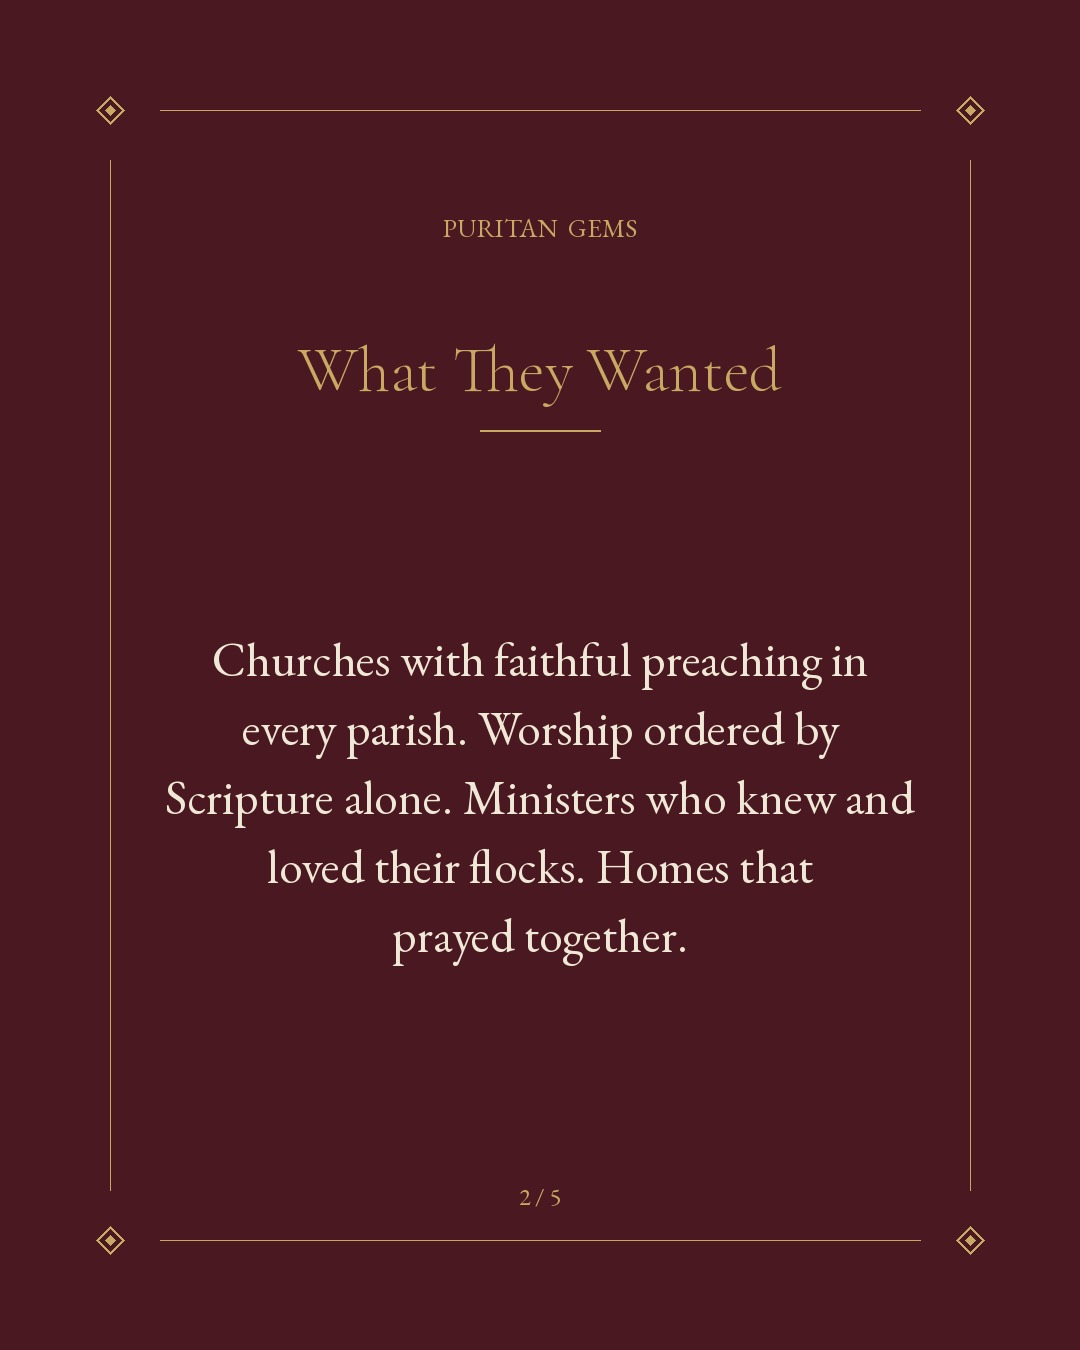 PURITAN GEMS
What They Wanted
Churches with faithful preaching in
every parish. Worship ordered by
Scripture alone. Ministers who knew and
loved their flocks. Homes that
prayed together.
2 / 5